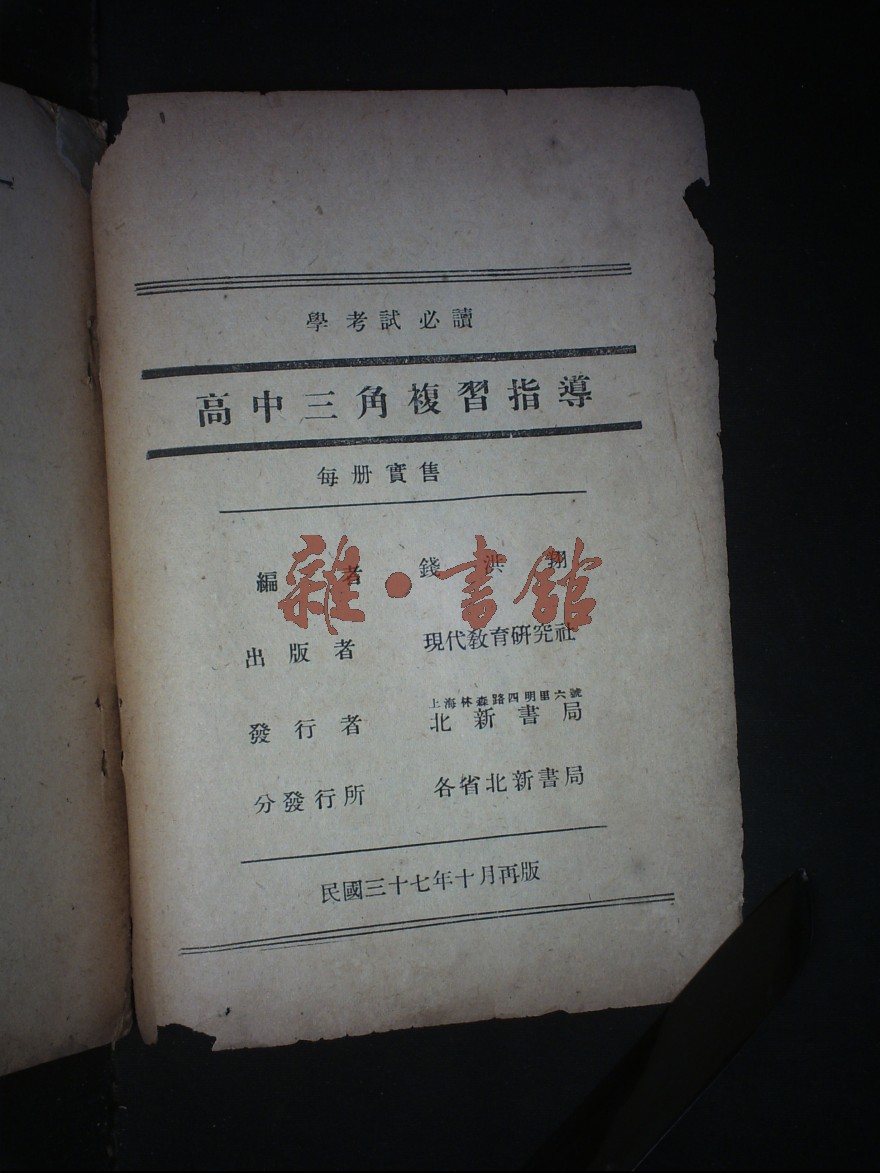 學考試必讀
高中三角複習指導
每册實售
編者 錢洪翔
雜·書館
出版者 現代教育研究社
上海林森路四明里六號
發行者 北新書局
分發行所 各省北新書局
民國三十七年十月再版